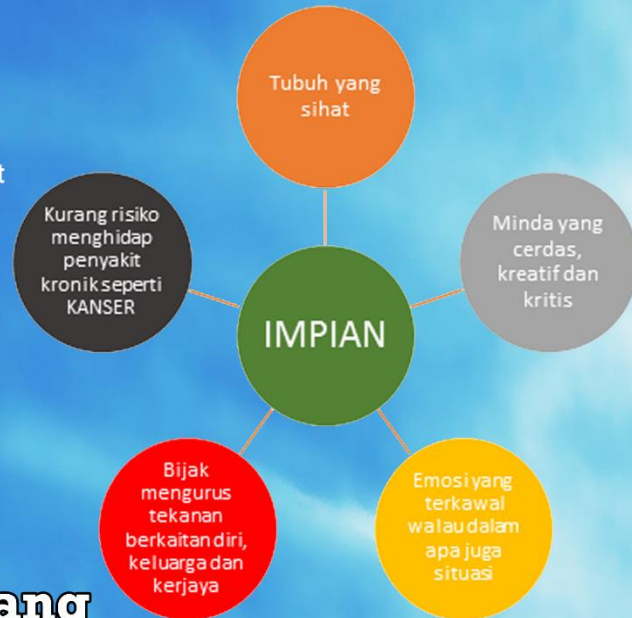 Tubuh yang
sihat
Kurang risiko
menghidap
penyakit
kronik seperti
KANSER
Minda yang
cerdas,
kreatif dan
kritis
IMPIAN
Bijak
mengurus
tekanan
berkaitan diri,
keluarga dan
kerjaya
Emosi yang
terkawal
walau dalam
apa juga
situasi